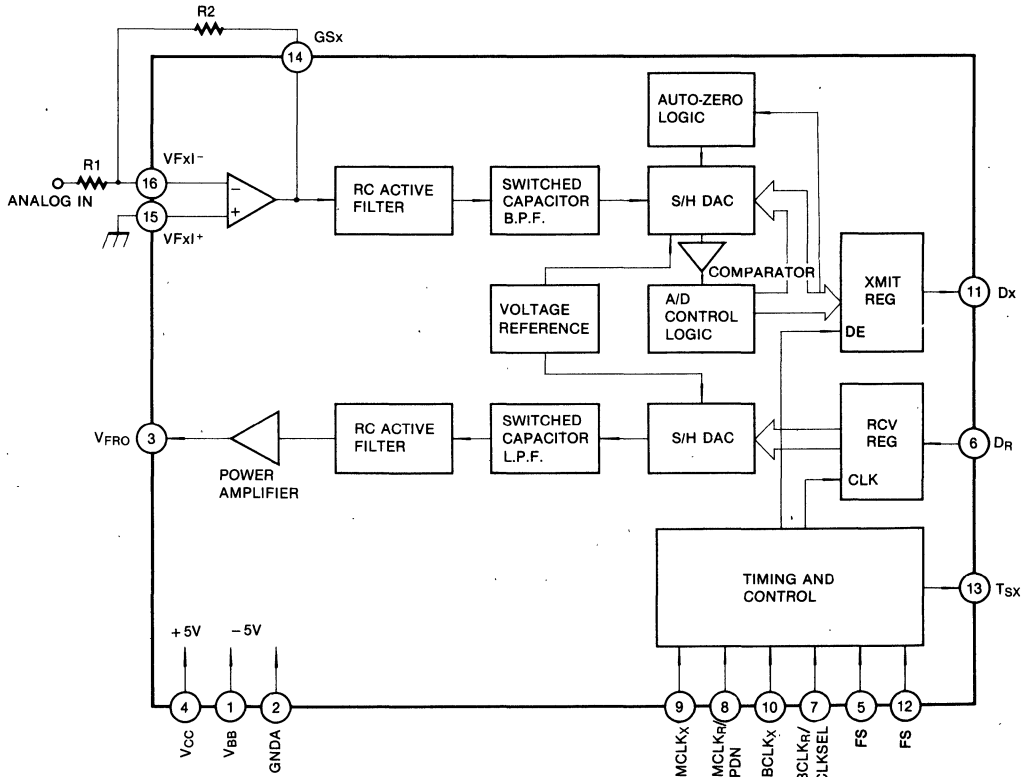 R2
GSx
14
AUTO-ZERO
LOGIC
R1
VFxI-
16
ANALOG IN
15
VFxI+
−
+
RC ACTIVE
FILTER
SWITCHED
CAPACITOR
B.P.F.
S/H DAC
COMPARATOR
VOLTAGE
REFERENCE
A/D
CONTROL
LOGIC
XMIT
REG
DE
11
Dx
VFRO
3
POWER
AMPLIFIER
RC ACTIVE
FILTER
SWITCHED
CAPACITOR
L.P.F.
S/H DAC
RCV
REG
CLK
6
DR
TIMING AND
CONTROL
13
TSX
+5V
−5V
4
1
2
9
8
10
7
5
12
VCC
VBB
GNDA
MCLKX
MCLKR/
PDN
BCLKX
BCLKR/
CLKSEL
FS
FS